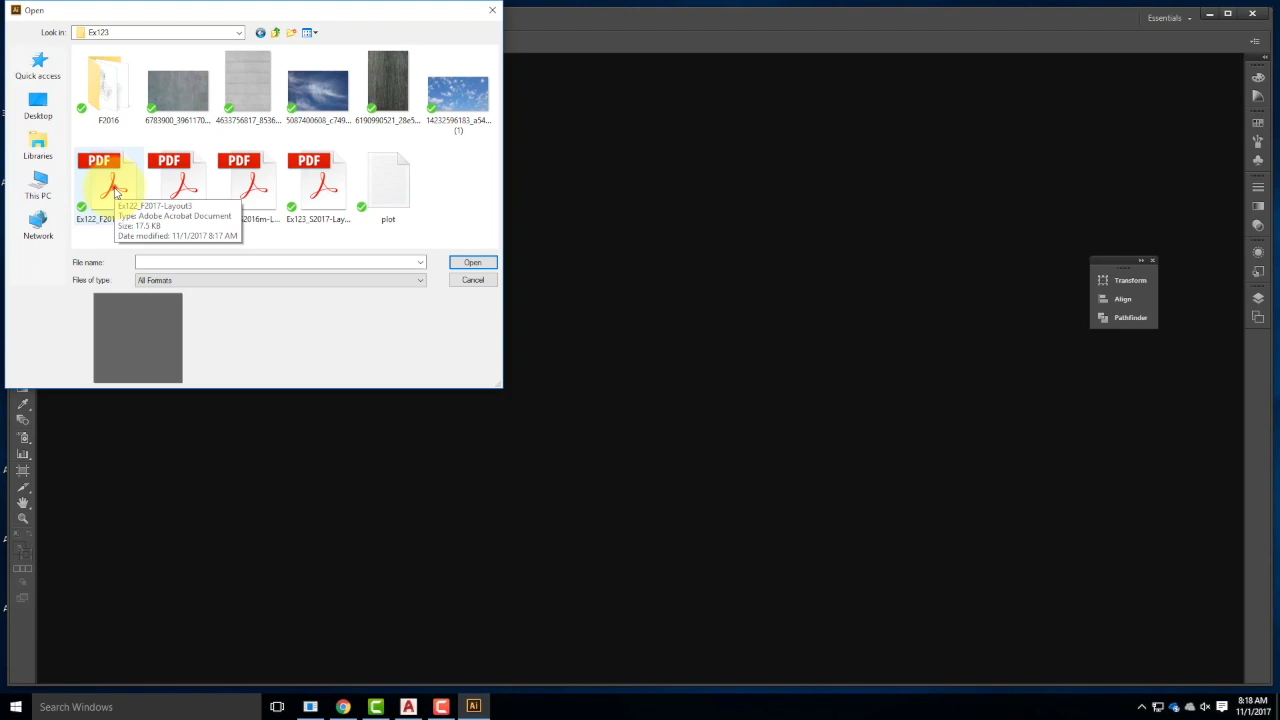 Open
Essentials
Look in:
Ex123
Quick access
Desktop
Libraries
This PC
Network
F2016
6783900_3961170...
4633756817_8536...
5087400608_c749...
6190990521_28e5...
14232596183_a54...
(1)
PDF
PDF
PDF
PDF
Ex122_F201
S2016m-L...
Ex123_S2017-Lay...
plot
Ex122_F2017-Layout3
Type: Adobe Acrobat Document
Size: 17.5 KB
Date modified: 11/1/2017 8:17 AM
File name:
Open
Files of type:
All Formats
Cancel
Transform
Align
Pathfinder
Search Windows
Ai
8:18 AM
11/1/2017